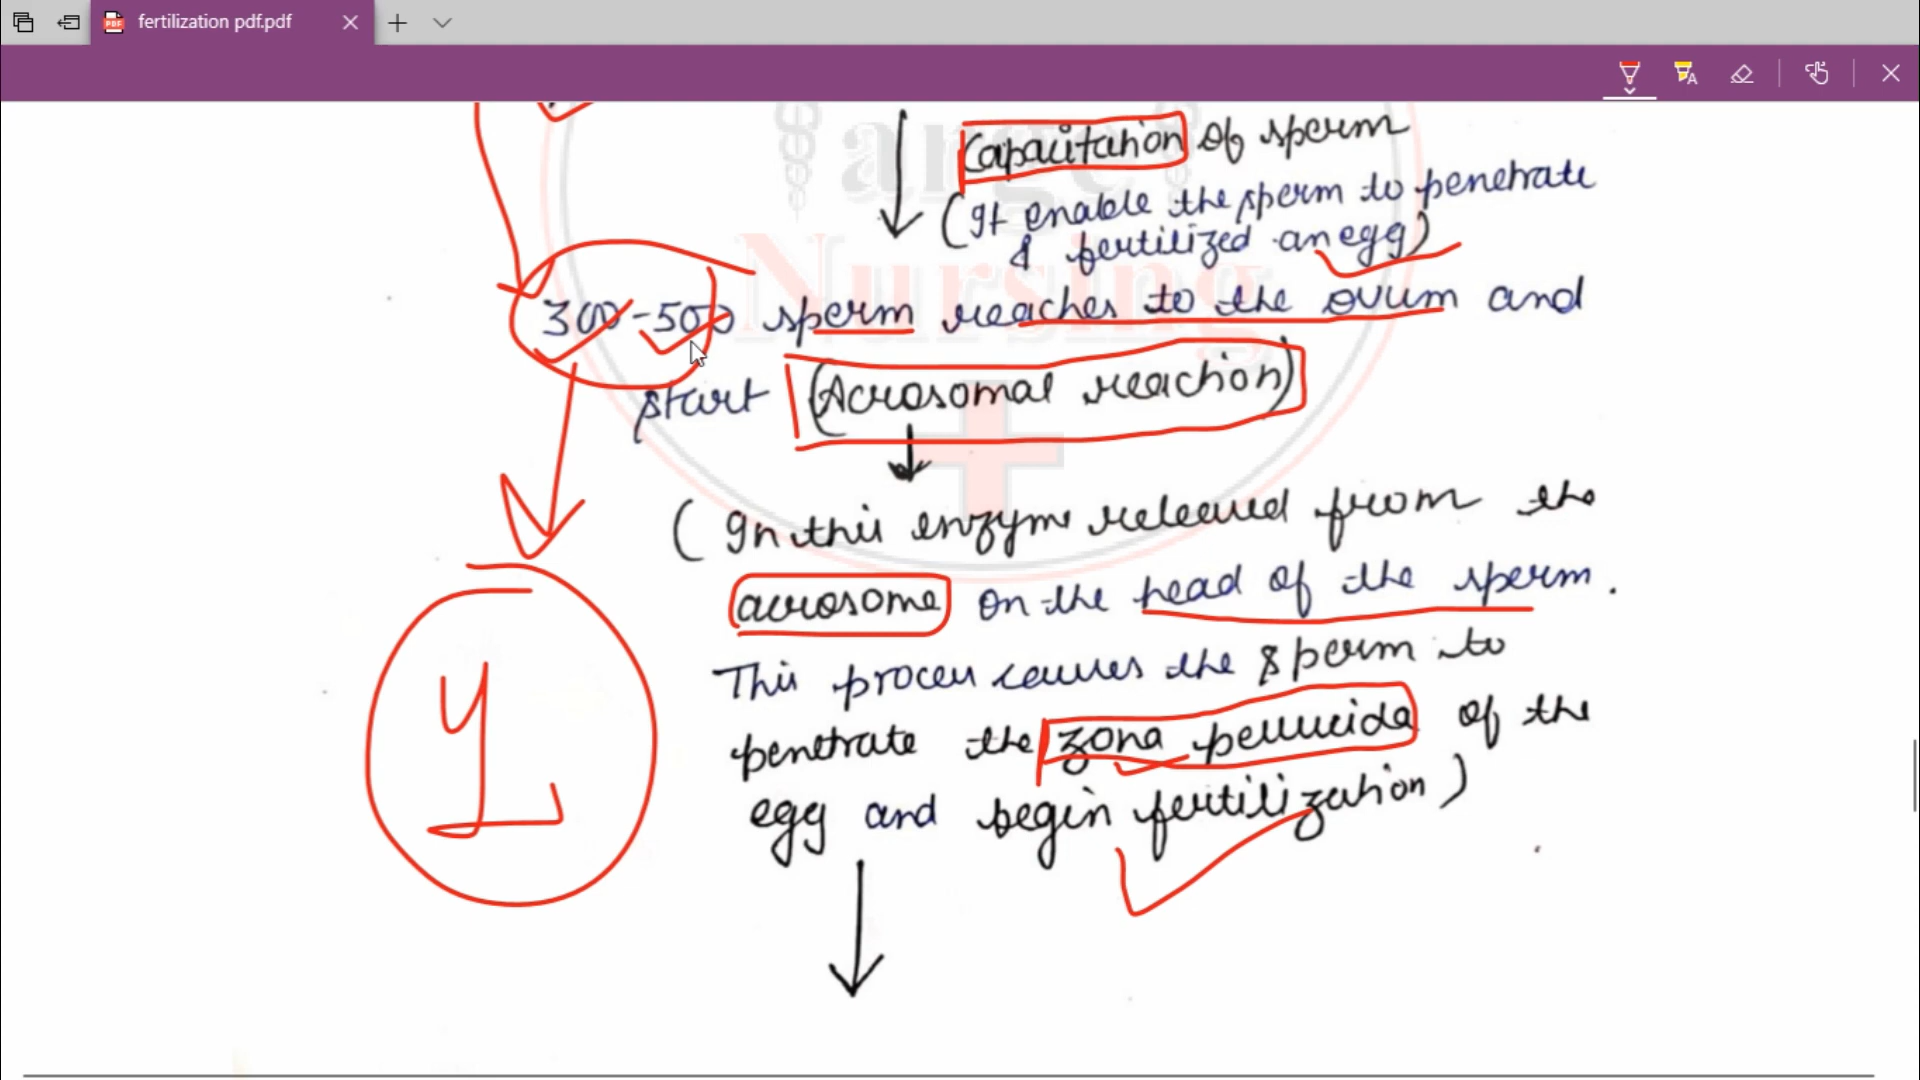 fertilization pdf.pdf
Capacitation of sperm
(It enable the sperm to penetrate
& fertilized an egg)
300-500 sperm reaches to the ovum and
start (Acrosomal reaction)
( In this enzyme released from the
acrosome on the head of the sperm.
This process causes the sperm to
penetrate the zona pellucida of the
egg and begin fertilization)
Nursing